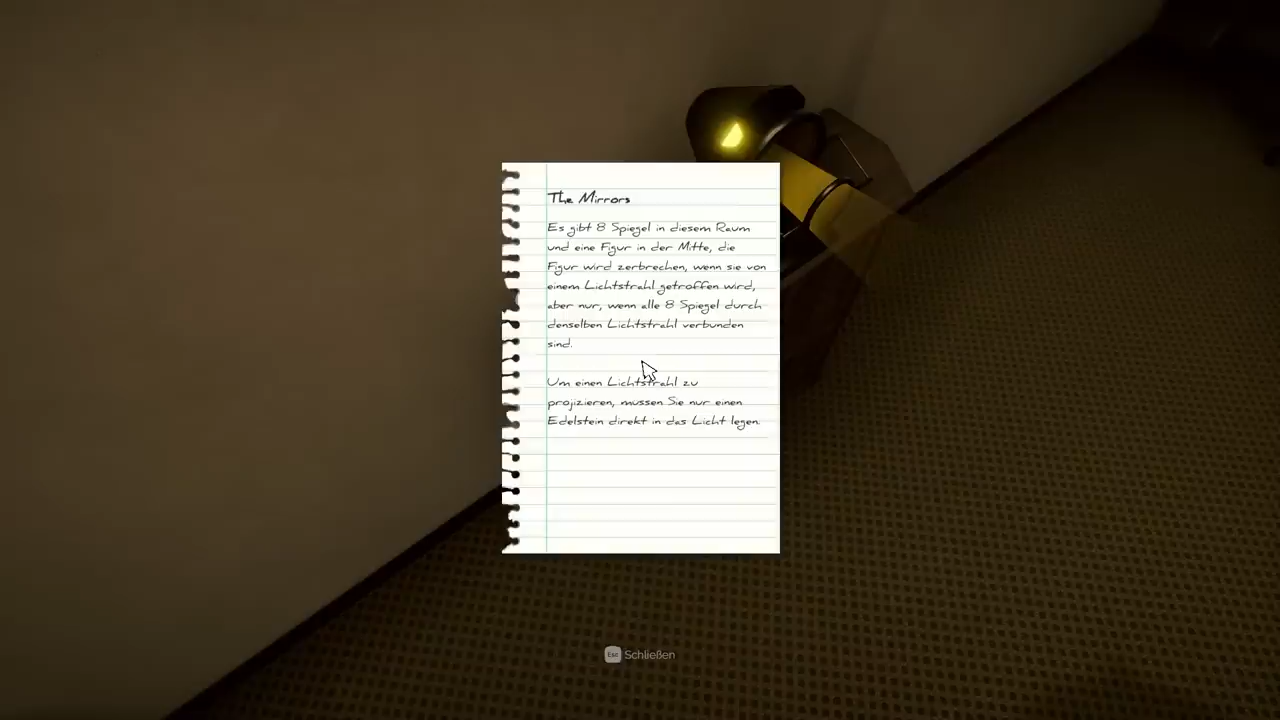 The Mirrors
Es gibt 8 Spiegel in diesem Raum
und eine Figur in der Mitte, die
Figur wird zerbrechen, wenn sie von
einem Lichtstrahl getroffen wird,
aber nur, wenn alle 8 Spiegel durch
denselben Lichtstrahl verbunden
sind.
Um einen Lichtstrahl zu
projizieren, müssen Sie nur einen
Edelstein direkt in das Licht legen.
Esc Schließen